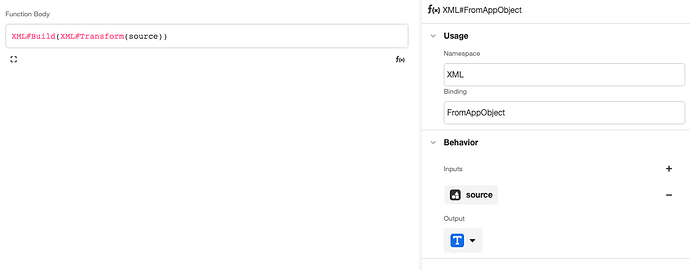 Function Body
XML#Build(XML#Transform(source))
f(x)
f(x) XML#FromAppObject
Usage
Namespace
XML
Binding
FromAppObject
Behavior
Inputs
source
Output
T